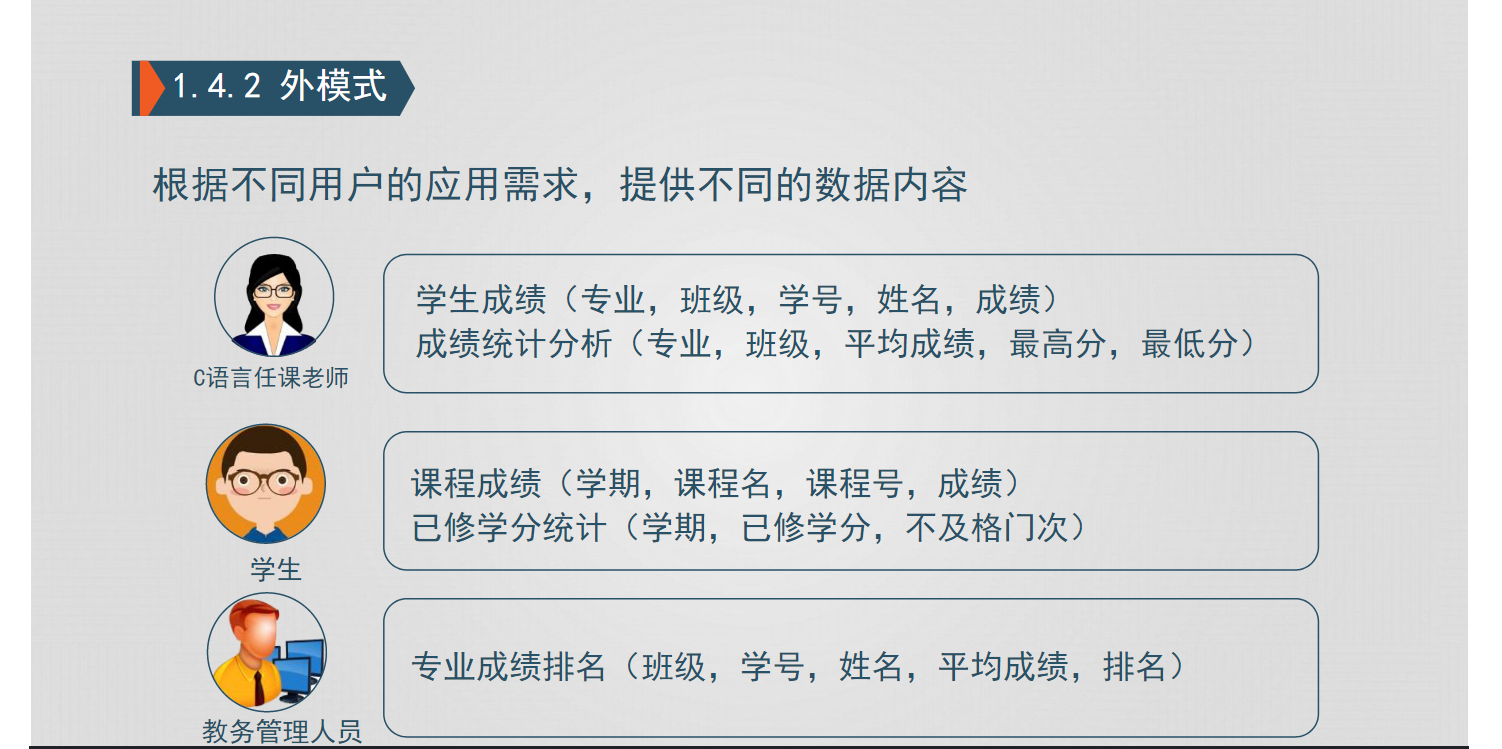 1.4.2 外模式
根据不同用户的应用需求，提供不同的数据内容
学生成绩（专业，班级，学号，姓名，成绩）
成绩统计分析（专业，班级，平均成绩，最高分，最低分）
C语言任课老师
课程成绩（学期，课程名，课程号，成绩）
已修学分统计（学期，已修学分，不及格门次）
学生
专业成绩排名（班级，学号，姓名，平均成绩，排名）
教务管理人员